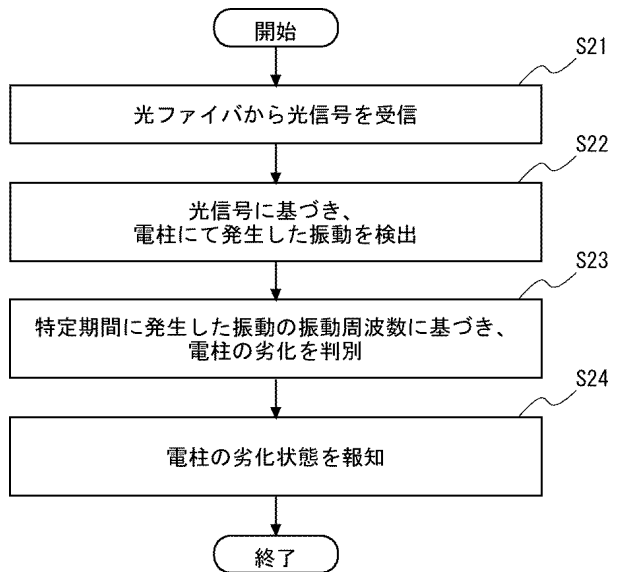 開始
S21
光ファイバから光信号を受信
S22
光信号に基づき、
電柱にて発生した振動を検出
S23
特定期間に発生した振動の振動周波数に基づき、
電柱の劣化を判別
S24
電柱の劣化状態を報知
終了